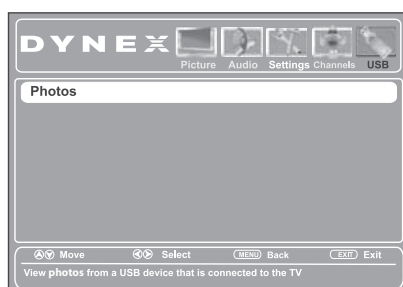 DYNEX
Picture Audio Settings Channels USB
Photos
Move Select MENU Back EXIT Exit
View photos from a USB device that is connected to the TV